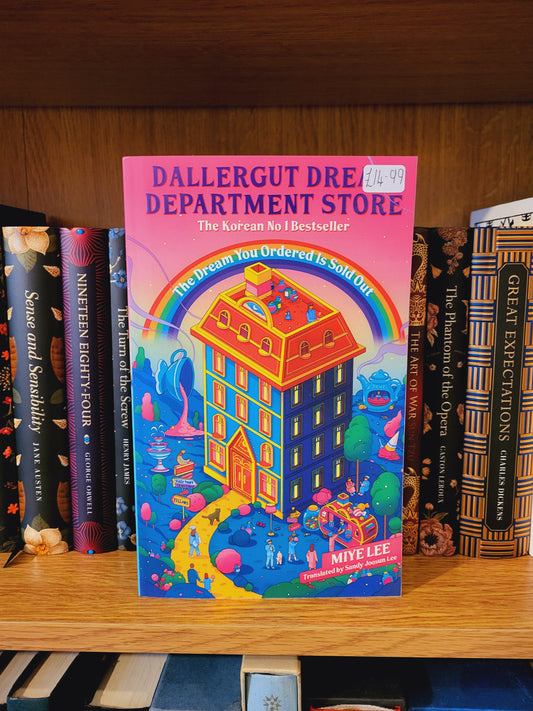 DALLERGUT DREA
DEPARTMENT STORE
£14-99
The Korean No 1 Bestseller
The Dream You Ordered Is Sold Out
MIYE LEE
Translated by Sandy Joosun Lee
Sense and Sensibility
JANE AUSTEN
NINETEEN EIGHTY-FOUR
GEORGE ORWELL
The Turn of the Screw
HENRY JAMES
THE ART OF WAR
The Phantom of the Opera
GASTON LEROUX
GREAT EXPECTATIONS
CHARLES DICKENS